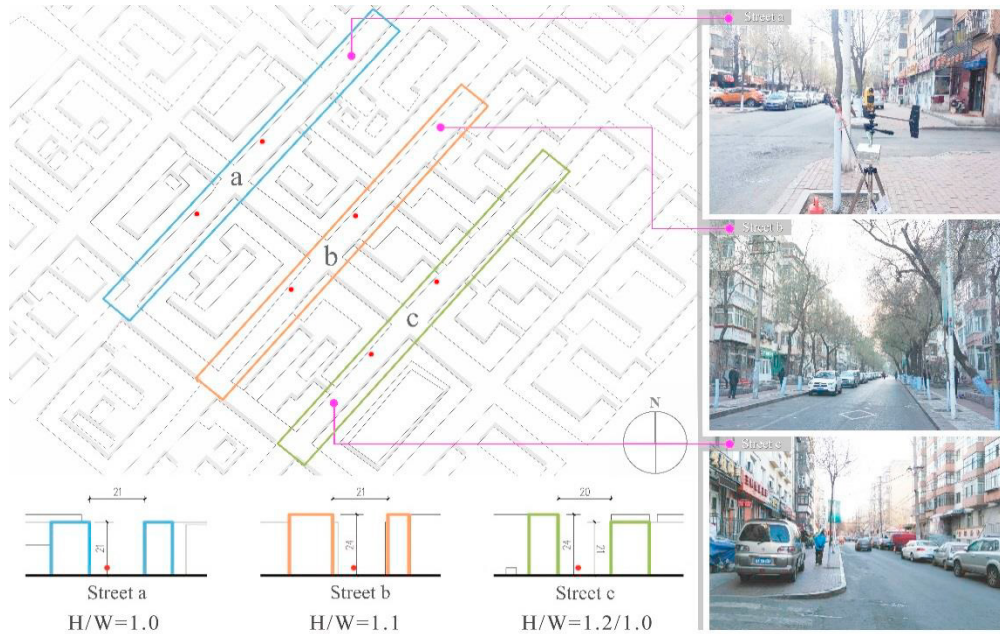 Street a
a
b
c
N
Street b
Street c
21
21
Street a
H/W=1.0
21
24
Street b
H/W=1.1
20
24
21
Street c
H/W=1.2/1.0